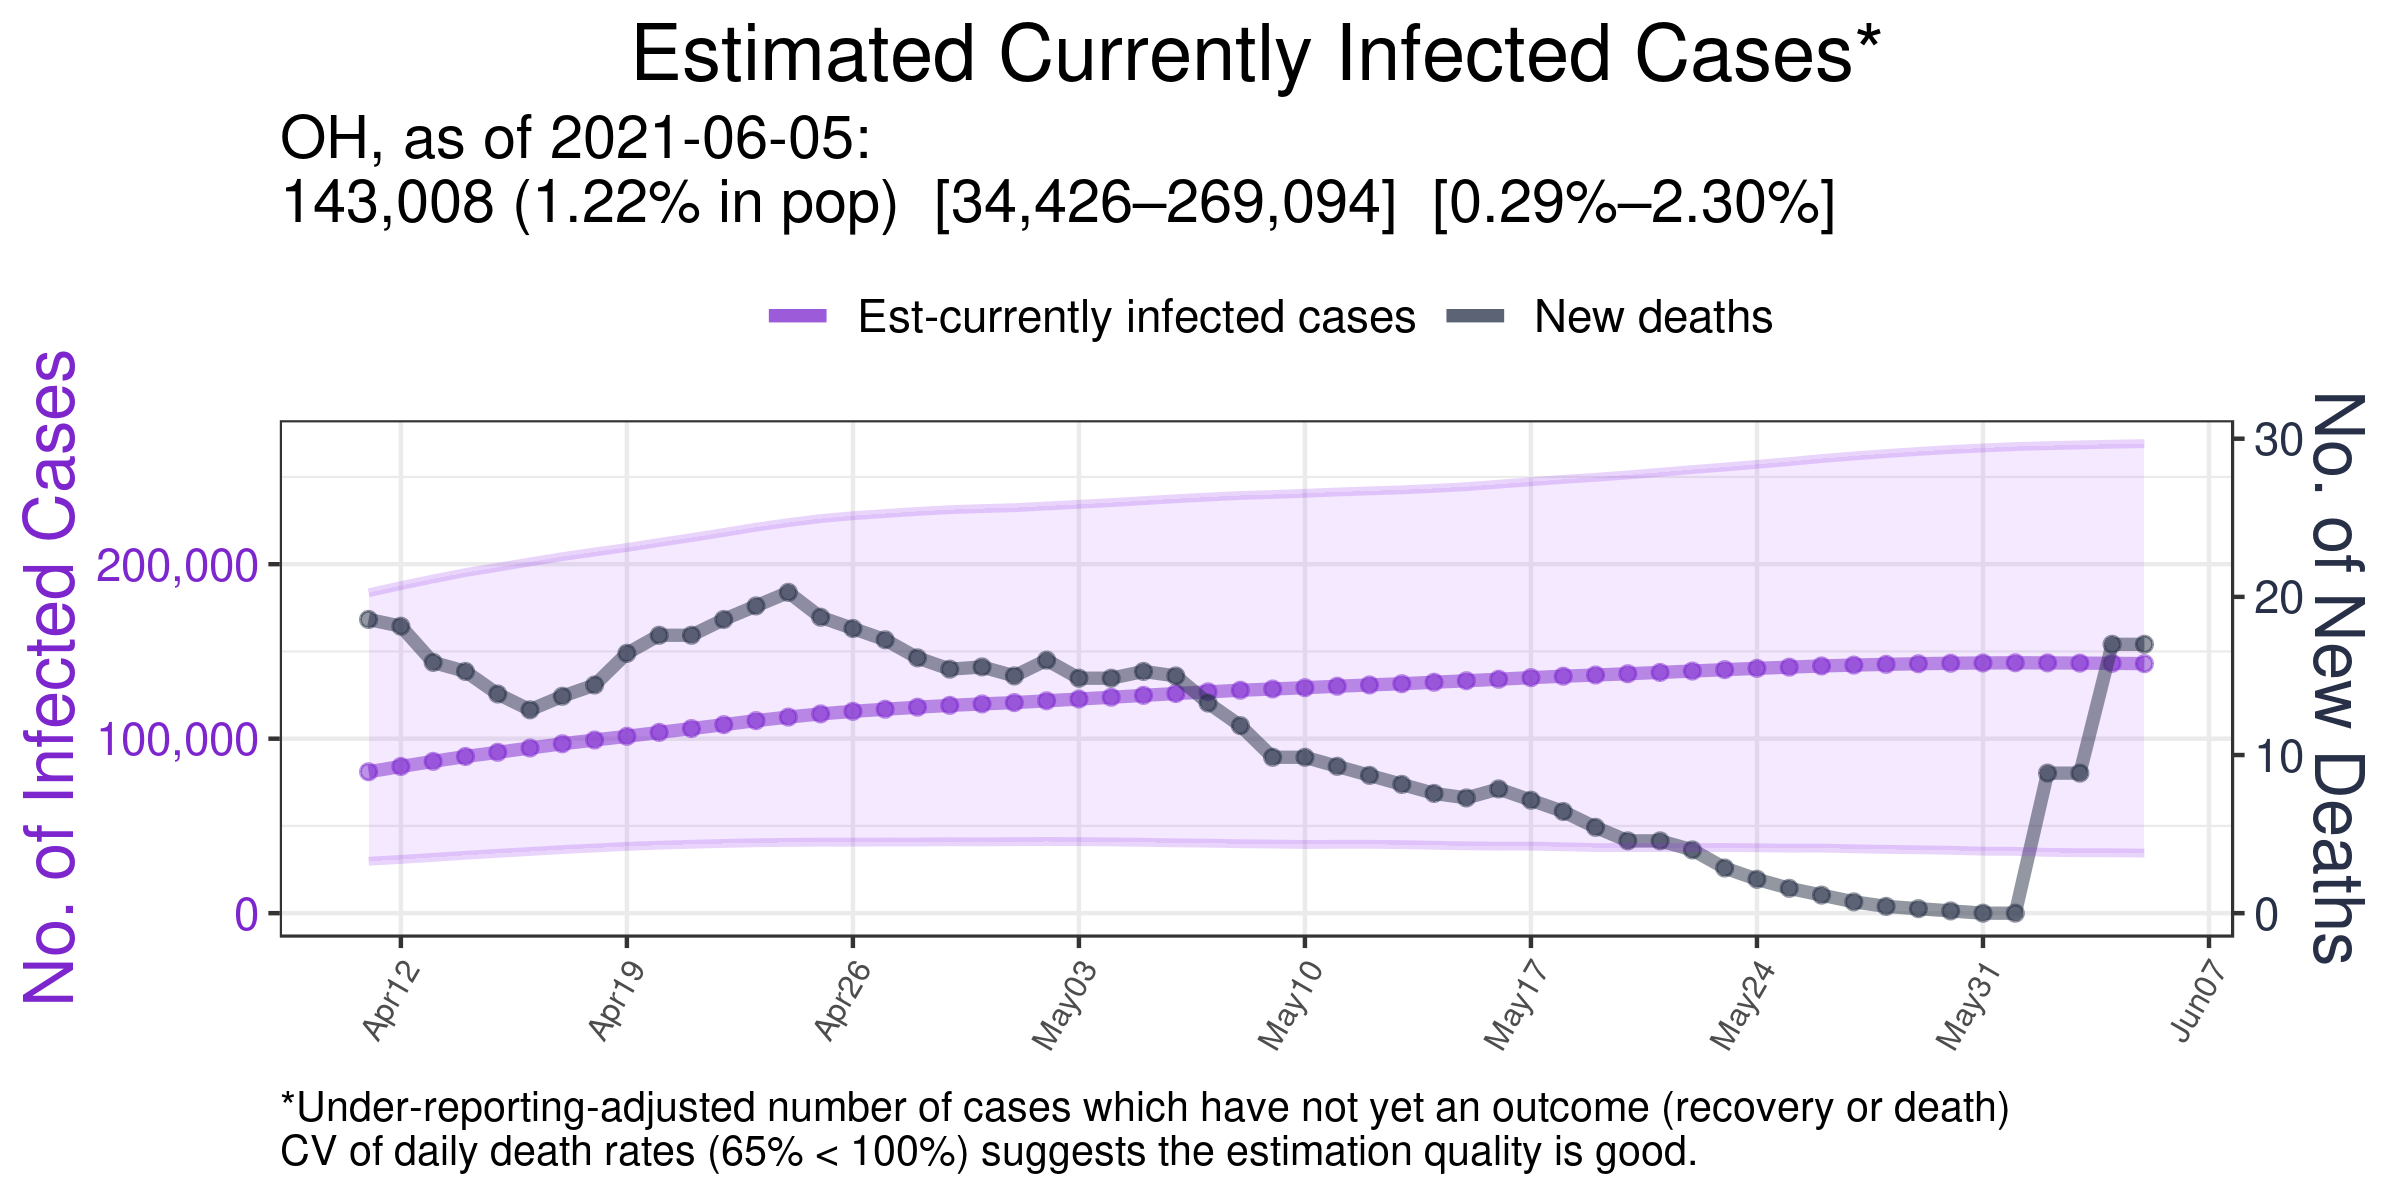 Estimated Currently Infected Cases*
OH, as of 2021-06-05:
143,008 (1.22% in pop)  [34,426–269,094]  [0.29%–2.30%]
Est-currently infected cases
New deaths
No. of Infected Cases
200,000
100,000
0
30
20
10
0
No. of New Deaths
Apr12
Apr19
Apr26
May03
May10
May17
May24
May31
Jun07
*Under-reporting-adjusted number of cases which have not yet an outcome (recovery or death)
CV of daily death rates (65% < 100%) suggests the estimation quality is good.